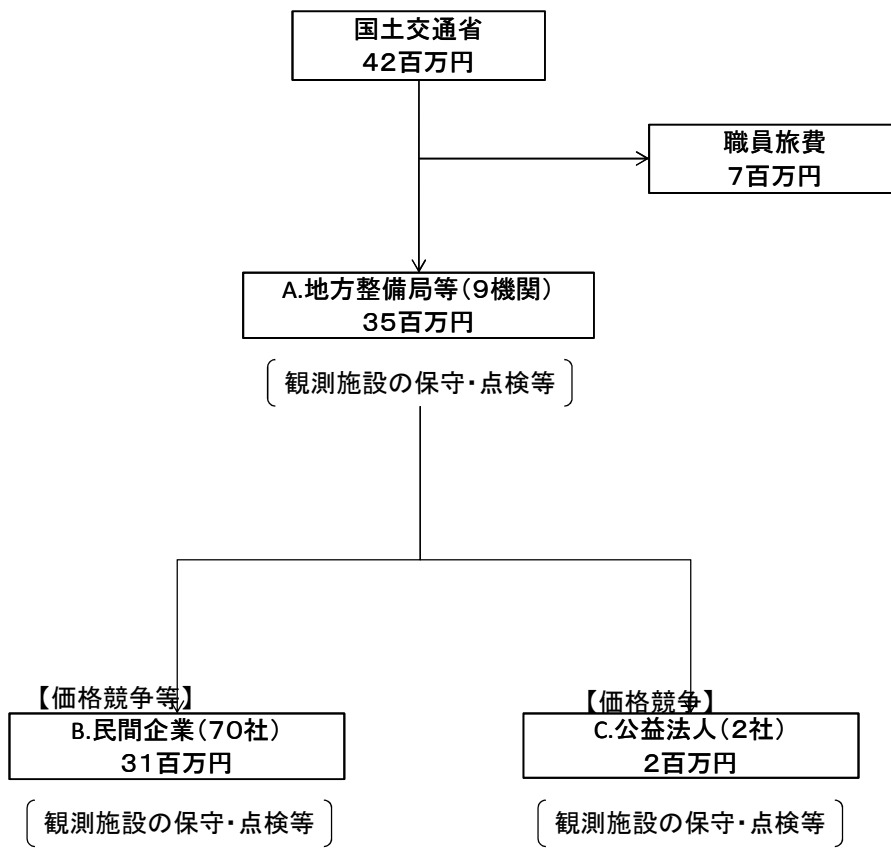 国土交通省
42百万円
職員旅費
7百万円
A.地方整備局等(9機関)
35百万円
観測施設の保守・点検等
【価格競争等】
B.民間企業(70社)
31百万円
観測施設の保守・点検等
【価格競争】
C.公益法人(2社)
2百万円
観測施設の保守・点検等